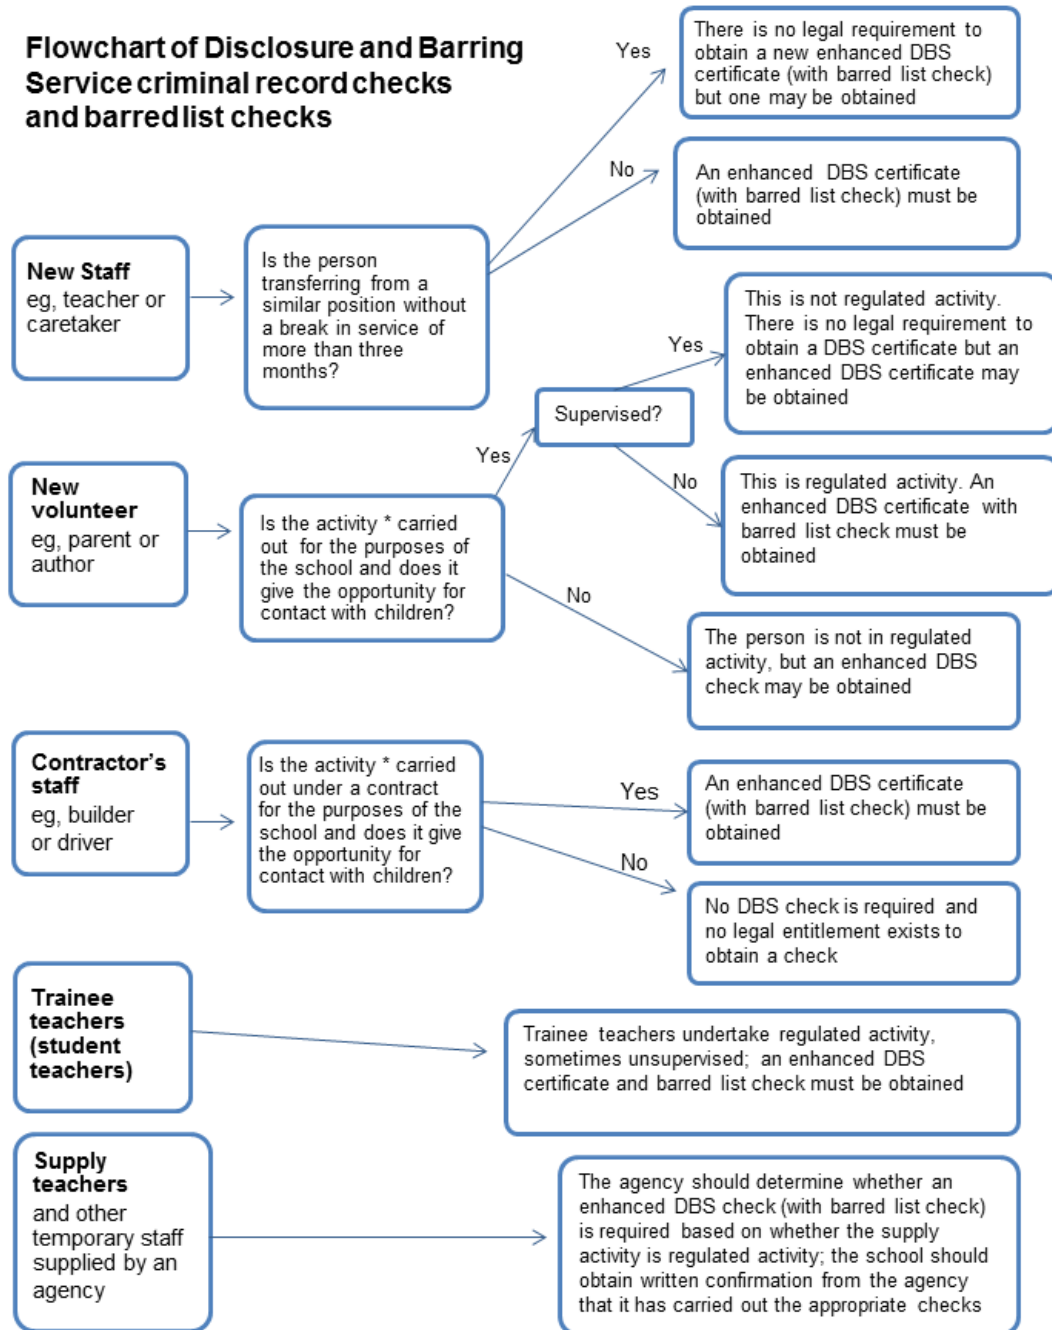 Flowchart of Disclosure and Barring
Service criminal record checks
and barred list checks
Yes
There is no legal requirement to
obtain a new enhanced DBS
certificate (with barred list check)
but one may be obtained
No
An enhanced DBS certificate
(with barred list check) must be
obtained
New Staff
eg, teacher or
caretaker
Is the person
transferring from a
similar position without
a break in service of
more than three
months?
New
volunteer
eg, parent or
author
Is the activity * carried
out for the purposes of
the school and does it
give the opportunity for
contact with children?
Yes
Supervised?
Yes
This is not regulated activity.
There is no legal requirement to
obtain a DBS certificate but an
enhanced DBS certificate may
be obtained
No
This is regulated activity. An
enhanced DBS certificate with
barred list check must be
obtained
No
The person is not in regulated
activity, but an enhanced DBS
check may be obtained
Contractor's
staff
eg, builder
or driver
Is the activity * carried
out under a contract
for the purposes of the
school and does it give
the opportunity for
contact with children?
Yes
An enhanced DBS certificate
(with barred list check) must be
obtained
No
No DBS check is required and
no legal entitlement exists to
obtain a check
Trainee
teachers
(student
teachers)
Trainee teachers undertake regulated activity,
sometimes unsupervised; an enhanced DBS
certificate and barred list check must be obtained
Supply
teachers
and other
temporary staff
supplied by an
agency
The agency should determine whether an
enhanced DBS check (with barred list check)
is required based on whether the supply
activity is regulated activity; the school should
obtain written confirmation from the agency
that it has carried out the appropriate checks